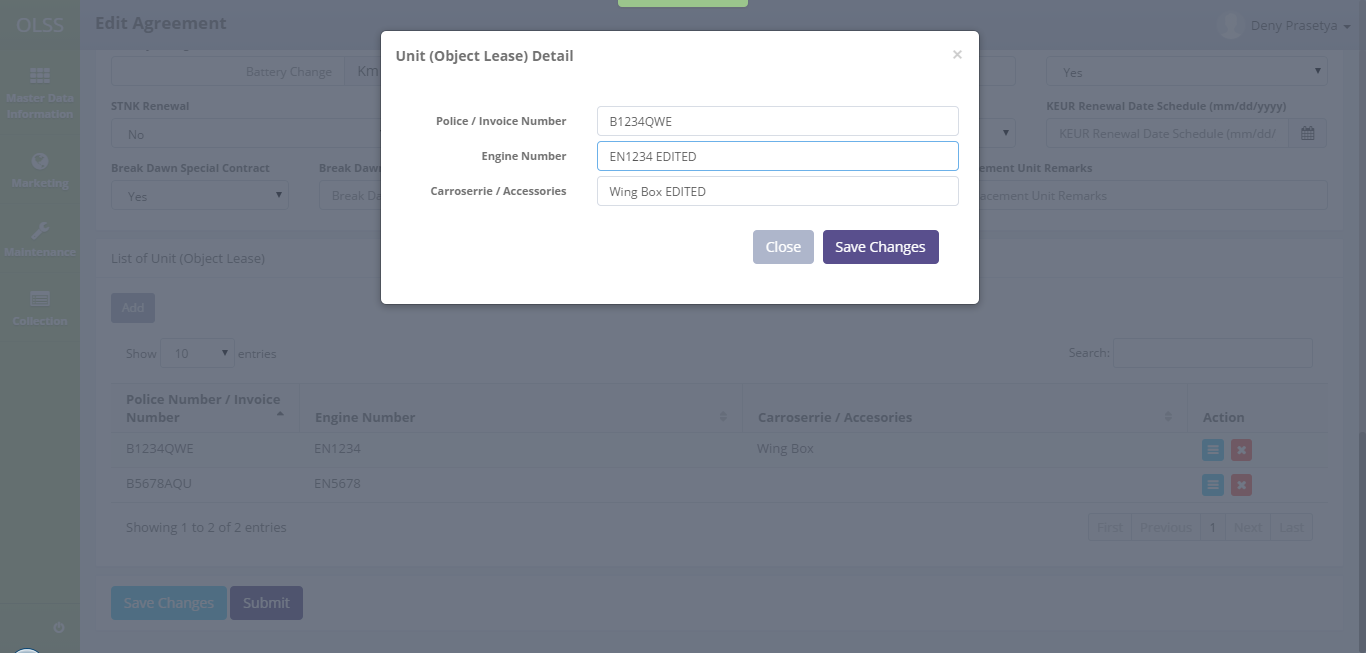 OLSS
Edit Agreement
Deny Prasetya
Master Data
Information
Marketing
Maintenance
Collection
Unit (Object Lease) Detail
×
Police / Invoice Number
B1234QWE
Engine Number
EN1234 EDITED
Carroserrie / Accessories
Wing Box EDITED
Close
Save Changes
Battery Change
Km
Yes
STNK Renewal
KEUR Renewal Date Schedule (mm/dd/yyyy)
No
KEUR Renewal Date Schedule (mm/dd/
Break Dawn Special Contract
Break Dawn
ement Unit Remarks
Yes
Break Da
acement Unit Remarks
List of Unit (Object Lease)
Add
Show 10 entries
Search:
Police Number / Invoice
Number
Engine Number
Carroserrie / Accesories
Action
B1234QWE EN1234 Wing Box
B5678AQU EN5678
Showing 1 to 2 of 2 entries
First Previous 1 Next Last
Save Changes Submit